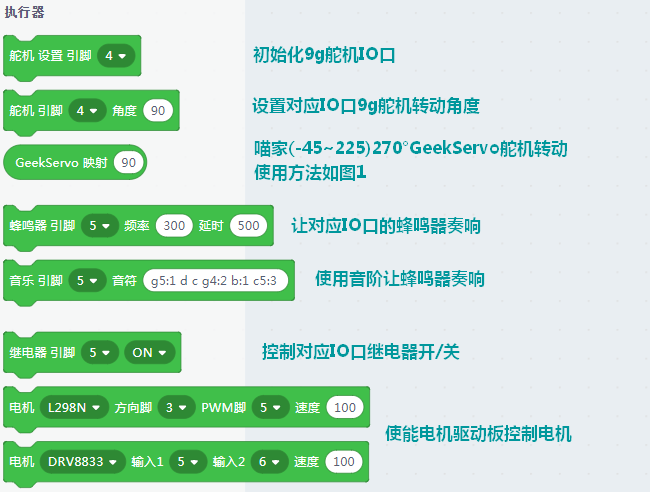 执行器
舵机 设置 引脚 4 初始化9g舵机IO口
舵机 引脚 4 角度 90 设置对应IO口9g舵机转动角度
GeekServo 映射 90 喵家(-45~225)270°GeekServo舵机转动
使用方法如图1
蜂鸣器 引脚 5 频率 300 延时 500 让对应IO口的蜂鸣器奏响
音乐 引脚 5 音符 g5:1 d c g4:2 b:1 c5:3 使用音阶让蜂鸣器奏响
继电器 引脚 5 ON 控制对应IO口继电器开/关
电机 L298N 方向脚 3 PWM脚 5 速度 100
使能电机驱动板控制电机
电机 DRV8833 输入1 5 输入2 6 速度 100